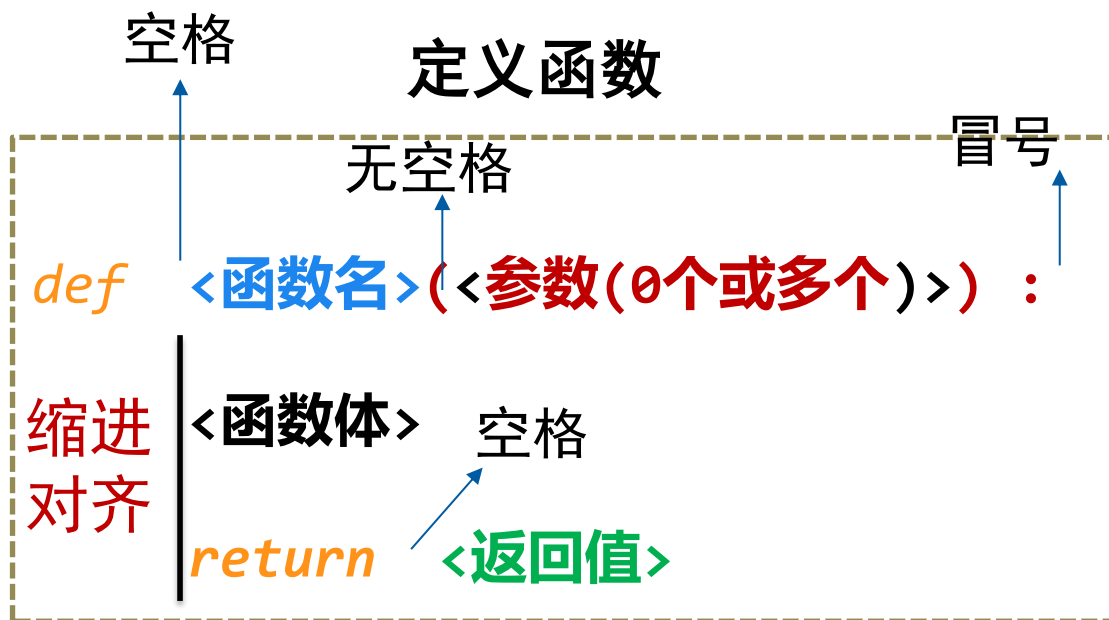 空格
定义函数
冒号
无空格
def <函数名>(<参数(0个或多个)>) :
缩进
对齐
<函数体>
空格
return <返回值>